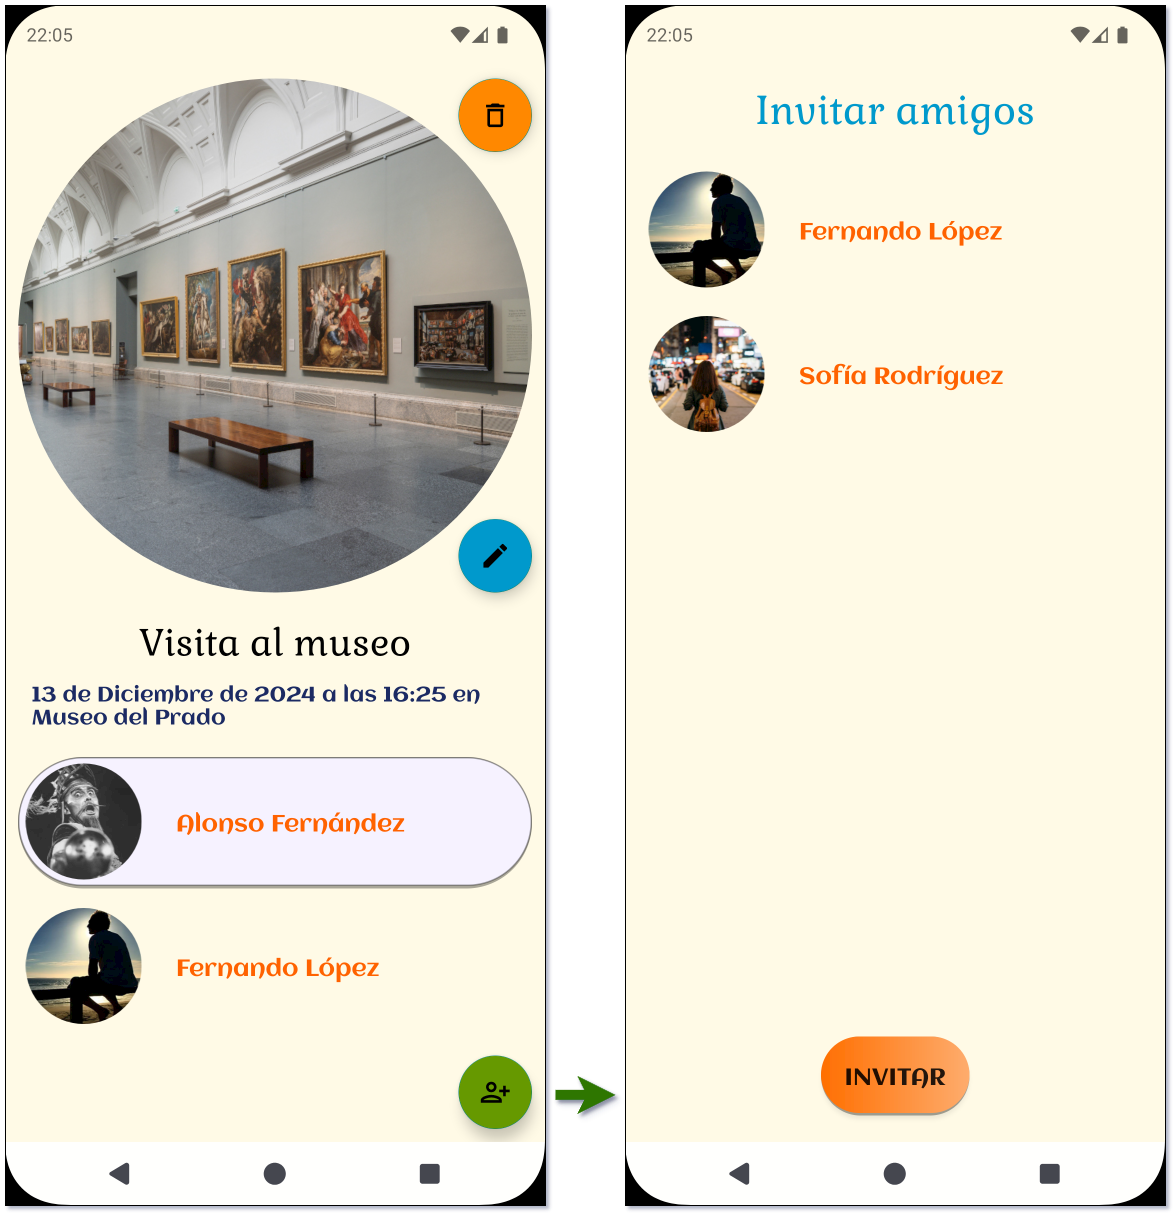 22:05
Visita al museo
13 de Diciembre de 2024 a las 16:25 en
Museo del Prado
Alonso Fernández
Fernando López
22:05
Invitar amigos
Fernando López
Sofía Rodríguez
INVITAR